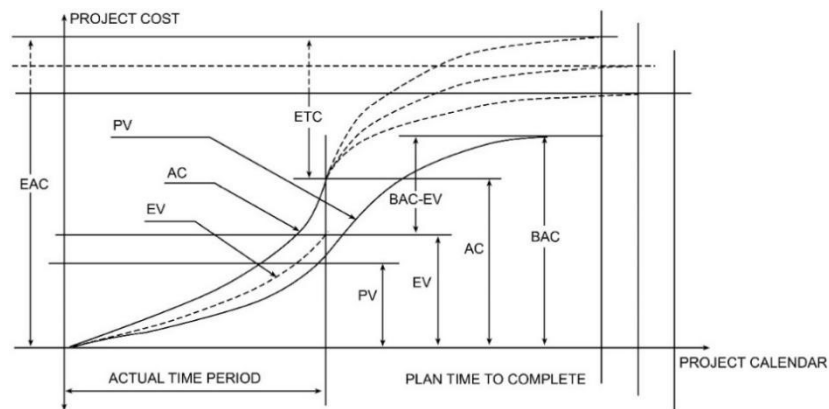 PROJECT COST
ETC
PV
AC
EAC
EV
BAC-EV
BAC
AC
EV
PV
PROJECT CALENDAR
ACTUAL TIME PERIOD
PLAN TIME TO COMPLETE